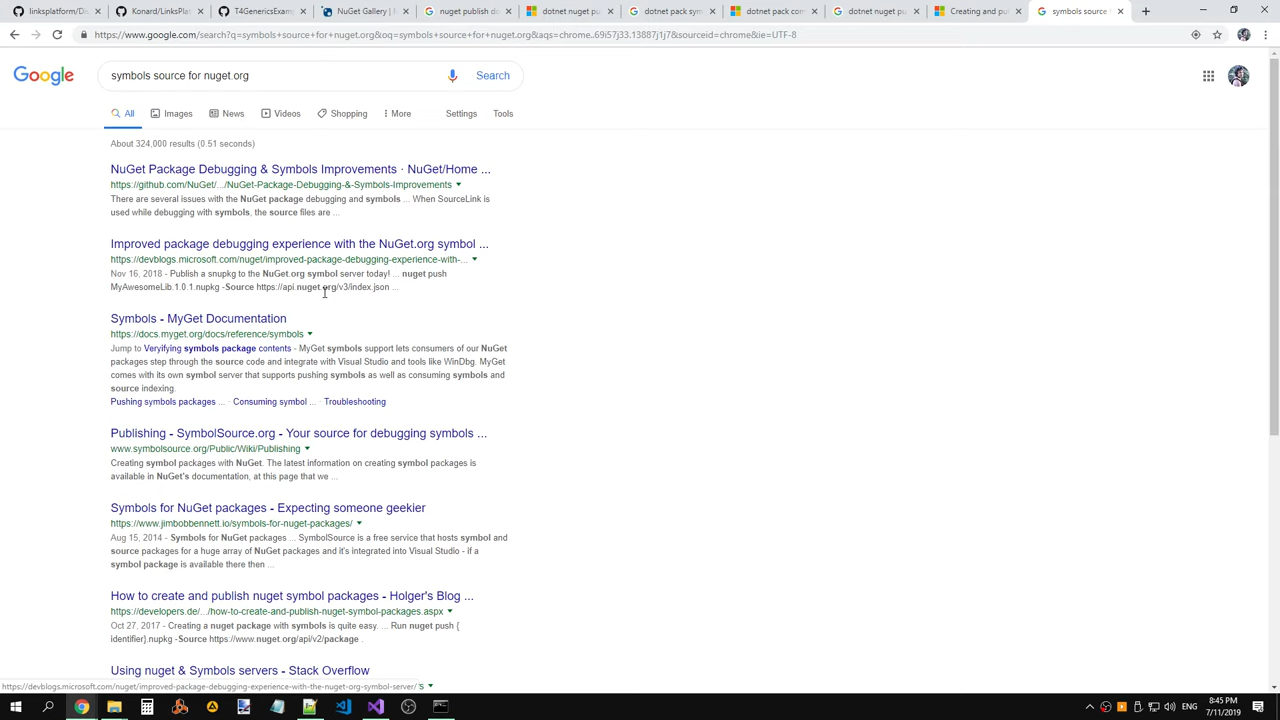 linksplatform/Do
Konard/LinksPla
T4GenericsExam
NuGet Gallery | H
nuget publish do
dotnet nuget pus
dotnet pack sym
dotnet pack com
dotnet nuget pu
Creating and pu
symbols source f
https://www.google.com/search?q=symbols+source+for+nuget.org&oq=symbols+source+for+nuget.org&aqs=chrome..69i57j33.13887j1j7&sourceid=chrome&ie=UTF-8
Google
symbols source for nuget.org
Search
All
Images
News
Videos
Shopping
More
Settings
Tools
About 324,000 results (0.51 seconds)
NuGet Package Debugging & Symbols Improvements · NuGet/Home ...
https://github.com/NuGet/.../NuGet-Package-Debugging-&-Symbols-Improvements
There are several issues with the NuGet package debugging and symbols ... When SourceLink is
used while debugging with symbols, the source files are ...
Improved package debugging experience with the NuGet.org symbol ...
https://devblogs.microsoft.com/nuget/improved-package-debugging-experience-with-...
Nov 16, 2018 - Publish a snupkg to the NuGet.org symbol server today! ... nuget push
MyAwesomeLib.1.0.1.nupkg -Source https://api.nuget.org/v3/index.json ...
Symbols - MyGet Documentation
https://docs.myget.org/docs/reference/symbols
Jump to Veryifying symbols package contents - MyGet symbols support lets consumers of our NuGet
packages step through the source code and integrate with Visual Studio and tools like WinDbg. MyGet
comes with its own symbol server that supports pushing symbols as well as consuming symbols and
source indexing.
Pushing symbols packages ... · Consuming symbol ... · Troubleshooting
Publishing - SymbolSource.org - Your source for debugging symbols ...
www.symbolsource.org/Public/Wiki/Publishing
Creating symbol packages with NuGet. The latest information on creating symbol packages is
available in NuGet's documentation, at this page that we ...
Symbols for NuGet packages - Expecting someone geekier
https://www.jimbobbennett.io/symbols-for-nuget-packages/
Aug 15, 2014 - Symbols for NuGet packages ... SymbolSource is a free service that hosts symbol and
source packages for a huge array of NuGet packages and it's integrated into Visual Studio - if a
symbol package is available there then ...
How to create and publish nuget symbol packages - Holger's Blog ...
https://developers.de/.../how-to-create-and-publish-nuget-symbol-packages.aspx
Oct 27, 2017 - Creating a nuget package with symbols is quite easy. ... Run nuget push {
identifier}.nupkg -Source https://www.nuget.org/api/v2/package .
Using nuget & Symbols servers - Stack Overflow
https://devblogs.microsoft.com/nuget/improved-package-debugging-experience-with-the-nuget-org-symbol-server/
ENG
8:45 PM
7/11/2019